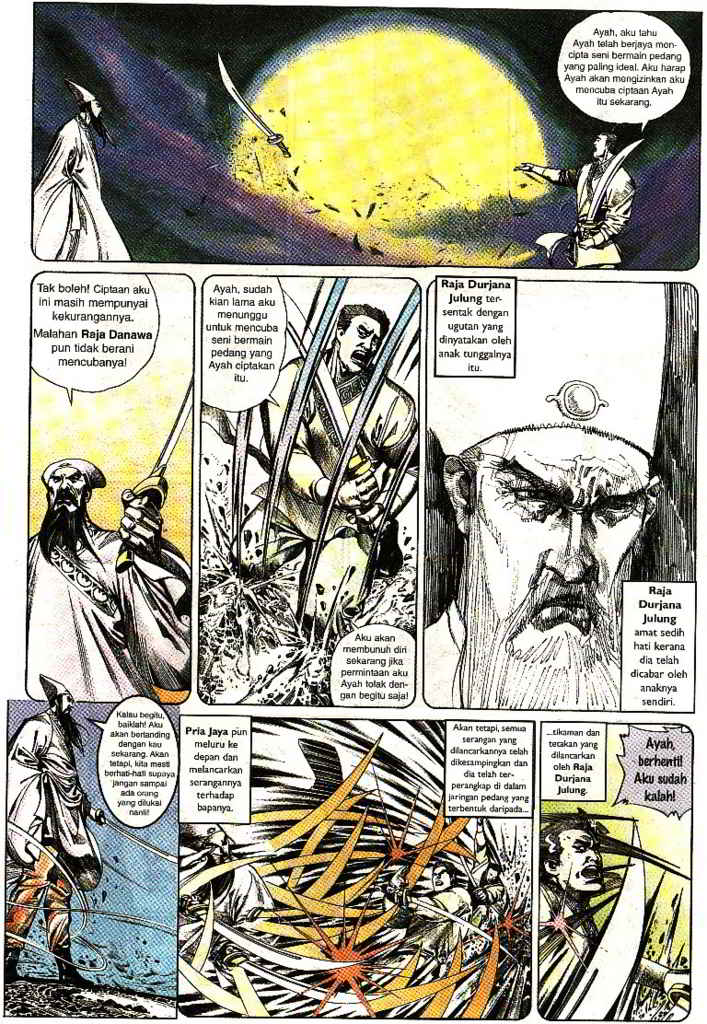 Ayah, aku tahu
Ayah telah berjaya men-
cipta seni bermain pedang
yang paling ideal. Aku harap
Ayah akan mengizinkan aku
mencuba ciptaan Ayah
itu sekarang.
Tak boleh! Ciptaan aku
ini masih mempunyai
kekurangannya.
Malahan Raja Danawa
pun tidak berani
mencubanya!
Ayah, sudah
kian lama aku
menunggu
untuk mencuba
seni bermain
pedang yang
Ayah ciptakan
itu.
Aku akan
membunuh diri
sekarang jika
permintaan aku
Ayah tolak den-
gan begitu saja!
Raja Durjana
Julung ter-
sentak dengan
ugutan yang
dinyatakan oleh
anak tunggalnya
itu.
Raja
Durjana
Julung
amat sedih
hati kerana
dia telah
dicabar oleh
anaknya
sendiri.
Kalau begitu,
baiklah! Aku
akan bertanding
dengan kau
sekarang. Akan
tetapi, kita mesti
berhati-hati supaya
jangan sampai
ada orang
yang dilukai
nanti!
Pria Jaya pun
meluru ke
depan dan
melancarkan
serangannya
terhadap
bapanya.
Akan tetapi, semua
serangan yang
dilancarkannya telah
dikesampingkan dan
dia telah ter-
perangkap di dalam
jaringan pedang yang
terbentuk daripada...
...tikaman dan
tetakan yang
dilancarkan
oleh Raja
Durjana
Julung.
Ayah,
berhenti!
Aku sudah
kalah!